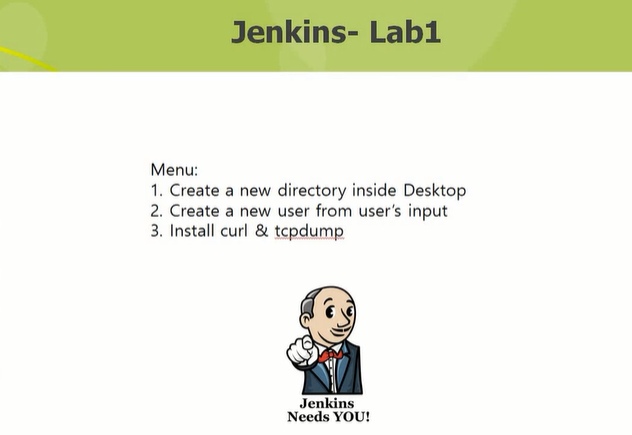 Jenkins- Lab1
Menu:
1. Create a new directory inside Desktop
2. Create a new user from user's input
3. Install curl & tcpdump
Jenkins
Needs YOU!